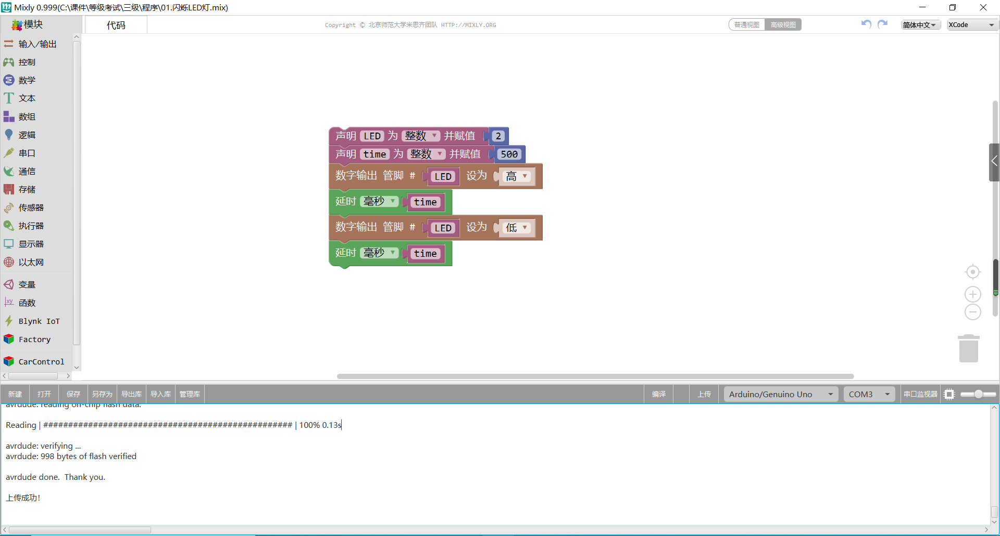 Mixly 0.999(C:\课件\等级考试\三级\程序\01.闪烁LED灯.mix)
模块
代码
Copyright © 北京师范大学米思齐团队 HTTP://MIXLY.ORG
普通视图 高级视图
简体中文
XCode
输入/输出
控制
数学
文本
数组
逻辑
串口
通信
存储
传感器
执行器
显示器
以太网
变量
函数
Blynk IoT
Factory
CarControl
声明 LED 为 整数 并赋值 2
声明 time 为 整数 并赋值 500
数字输出 管脚 # LED 设为 高
延时 毫秒 time
数字输出 管脚 # LED 设为 低
延时 毫秒 time
新建 打开 保存 另存为 导出库 导入库 管理库 编译 上传 Arduino/Genuino Uno COM3 串口监视器
avrdude: reading on-chip flash data:
Reading | ################################################## | 100% 0.13s
avrdude: verifying ...
avrdude: 998 bytes of flash verified
avrdude done.  Thank you.
上传成功!